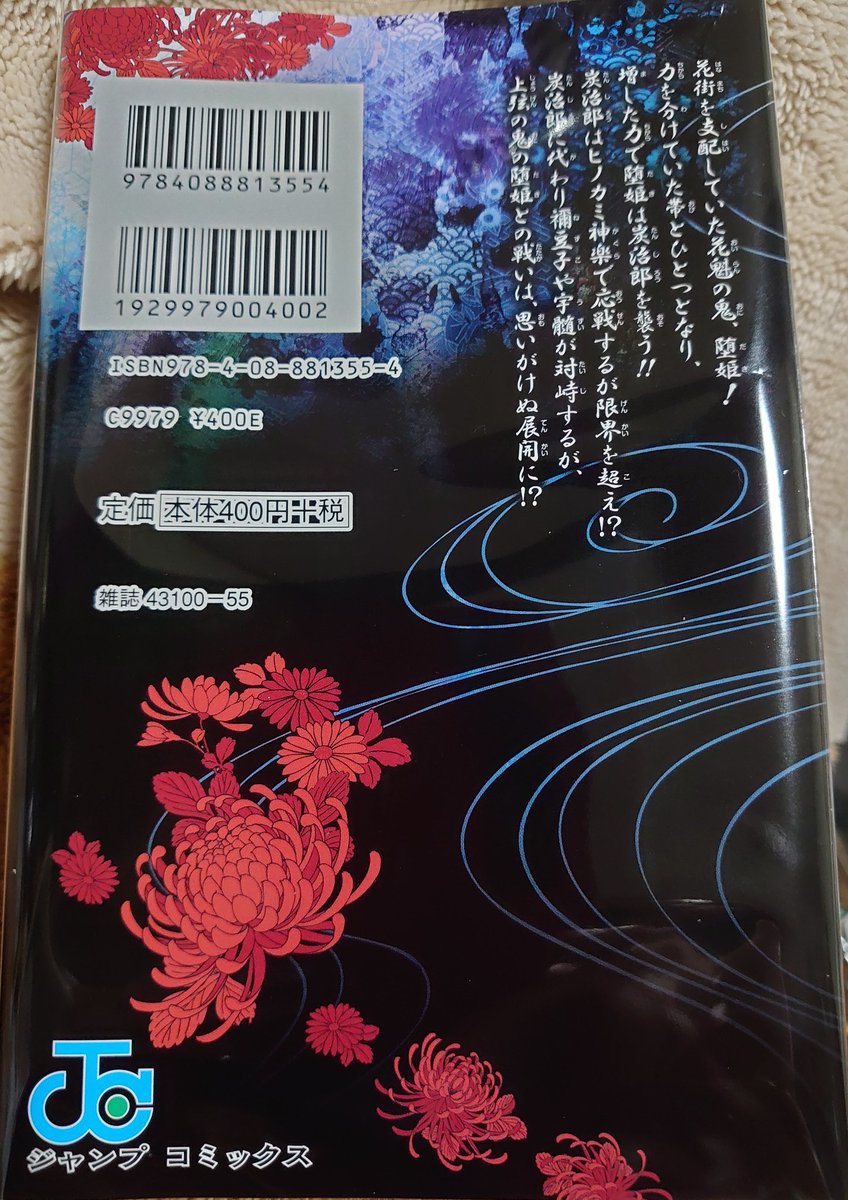 花街を支配していた花魁の鬼、堕姫！
力を分けていた帯とひとつとなり、
増した力で堕姫は炭治郎を襲う!!
炭治郎はヒノカミ神楽で応戦するが限界を超え!?
炭治郎に代わり禰豆子や宇髄が対峙するが、
上弦の鬼の堕姫との戦いは、思いがけぬ展開に!?
9784088813554
1929979004002
ISBN978-4-08-881355-4
C9979 ¥400E
定価 本体400円+税
雑誌 43100-55
JC
ジャンプ コミックス